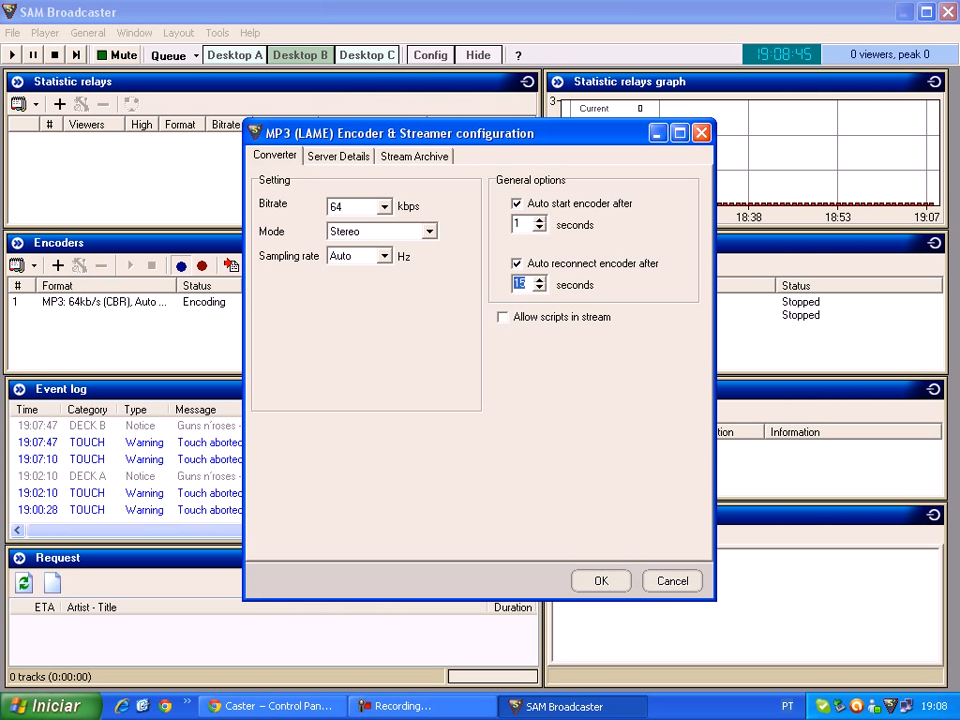 SAM Broadcaster
File Player General Window Layout Tools Help
Mute Queue Desktop A Desktop B Desktop C Config Hide ? 19:08:45 0 viewers, peak 0
Statistic relays
# Viewers High Format Bitrate
Statistic relays graph
3
Current 0
18:38 18:53 19:07
MP3 (LAME) Encoder & Streamer configuration
Converter Server Details Stream Archive
Setting
Bitrate 64 kbps
Mode Stereo
Sampling rate Auto Hz
General options
Auto start encoder after
1 seconds
Auto reconnect encoder after
15 seconds
Allow scripts in stream
OK Cancel
Encoders
# Format Status
1 MP3: 64kb/s (CBR), Auto ... Encoding
Status
Stopped
Stopped
Event log
Time Category Type Message
19:07:47 DECK B Notice Guns n'roses -
19:07:47 TOUCH Warning Touch aborted
19:07:10 TOUCH Warning Touch aborted
19:02:10 DECK A Notice Guns n'roses -
19:02:10 TOUCH Warning Touch aborted
19:00:28 TOUCH Warning Touch aborted
tion Information
Request
ETA Artist - Title Duration
0 tracks (0:00:00)
Iniciar Caster – Control Pan... Recording... SAM Broadcaster PT 19:08